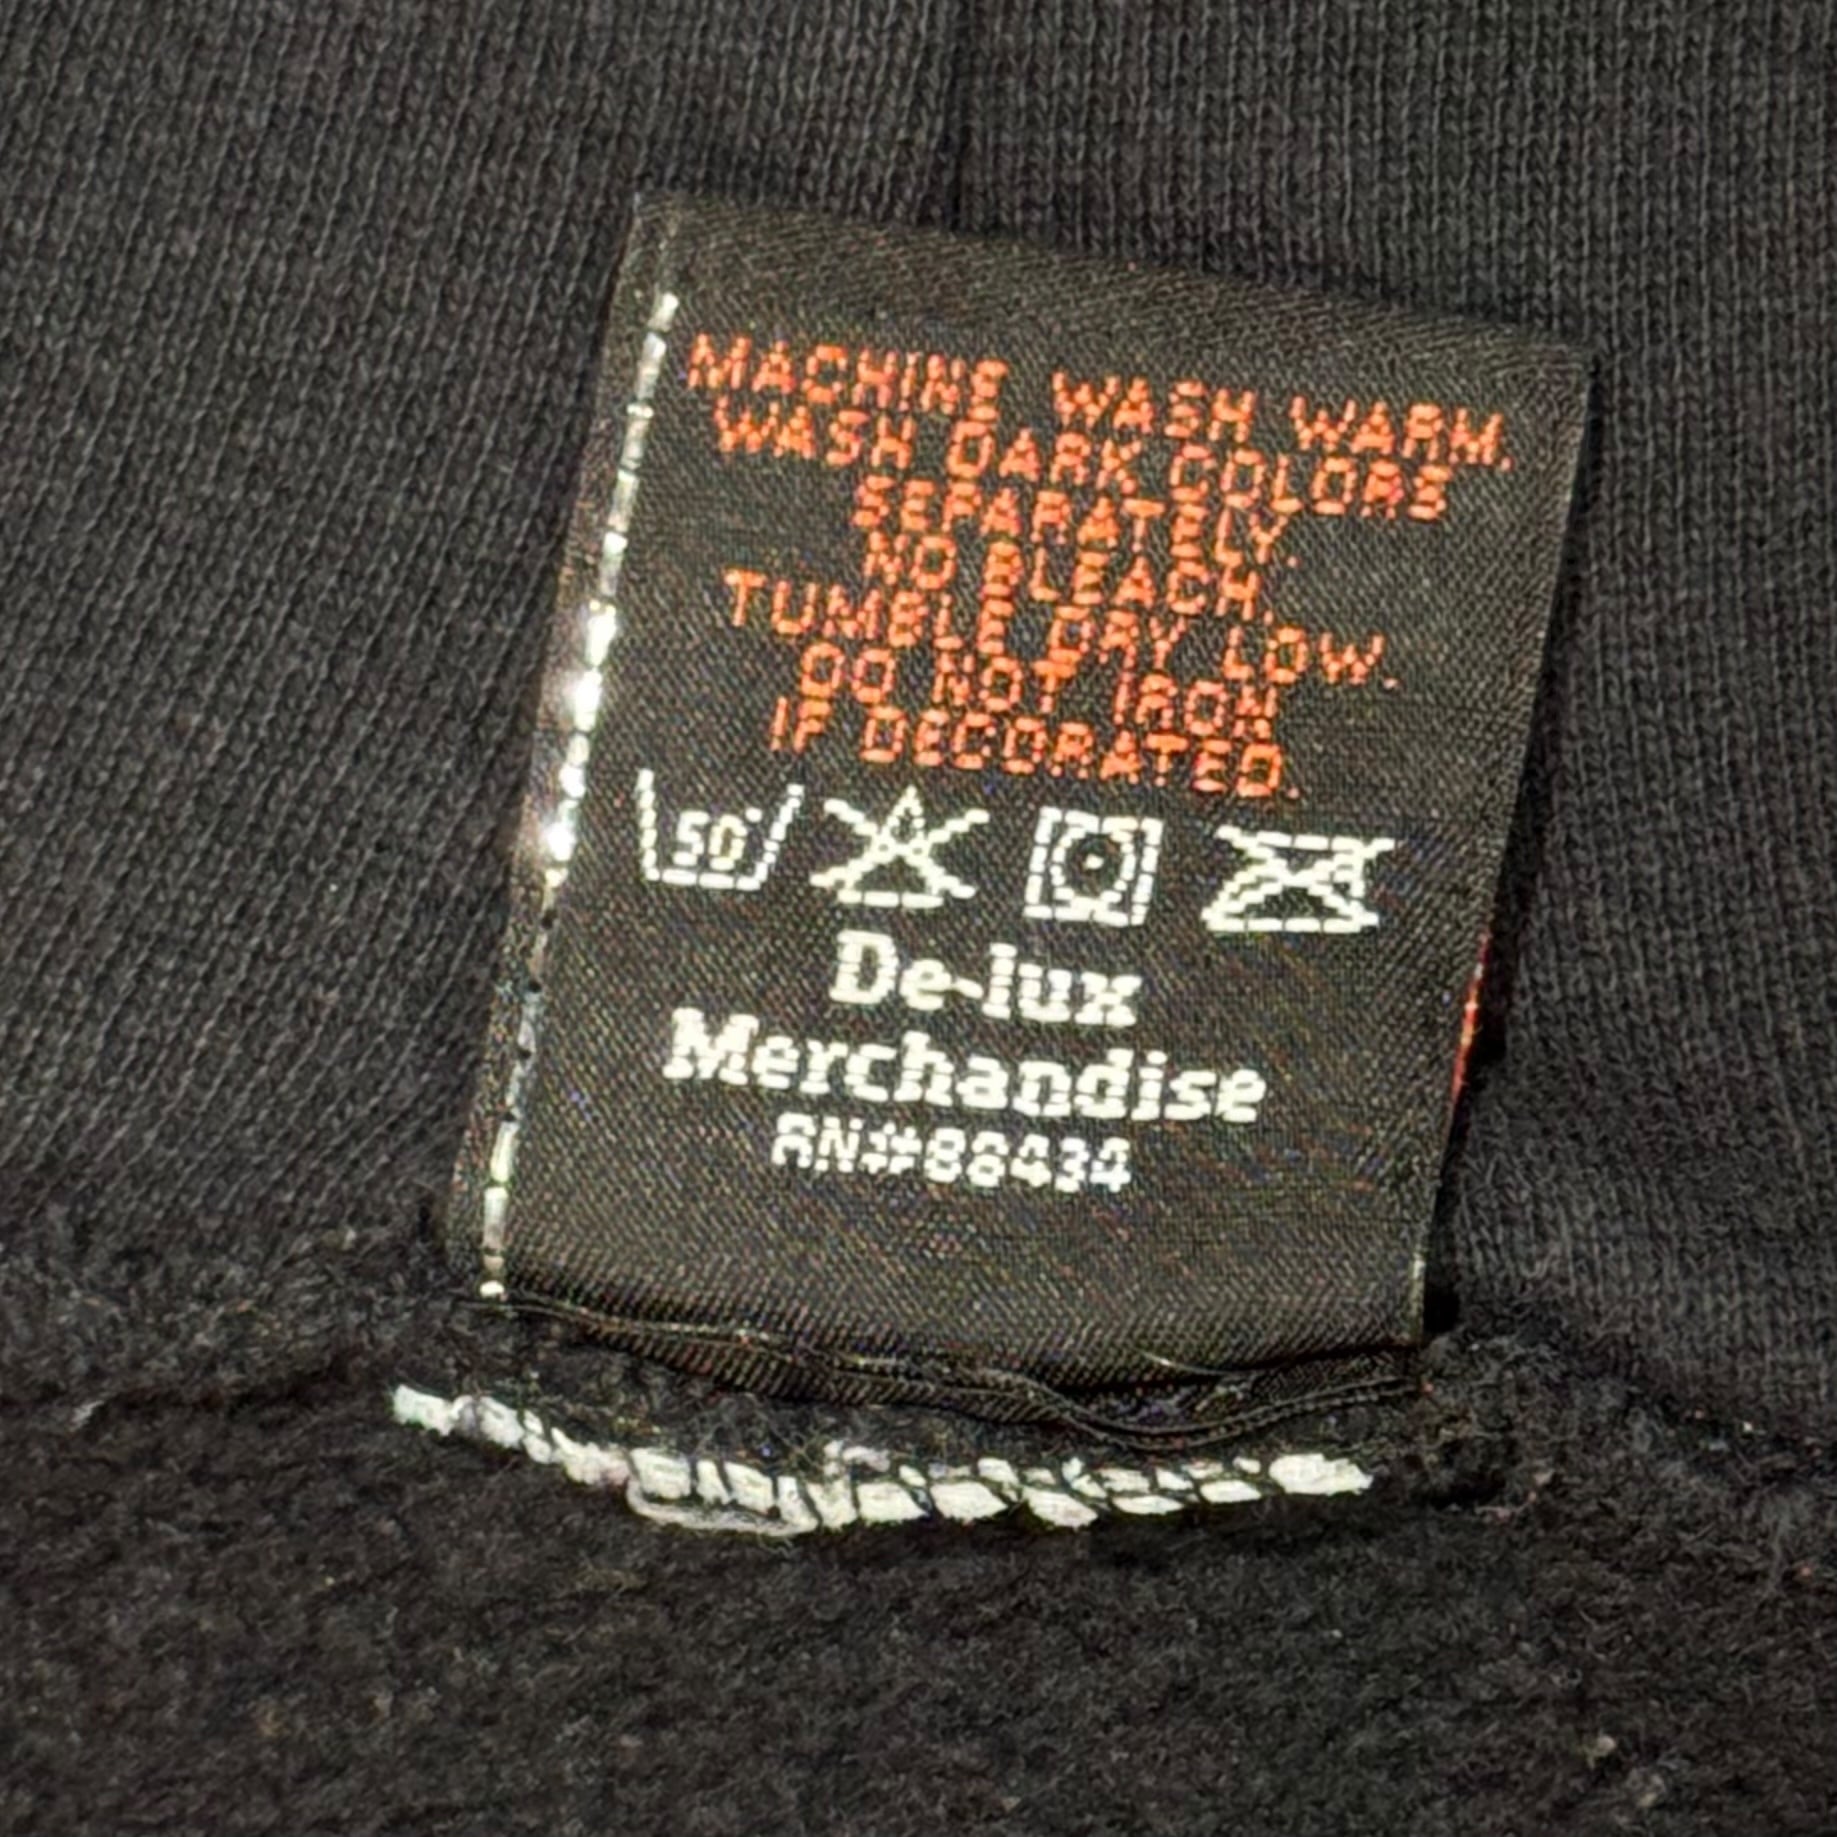 MACHINE WASH WARM.
WASH DARK COLORS
SEPARATELY.
NO BLEACH.
TUMBLE DRY LOW.
DO NOT IRON
IF DECORATED.
50°
De-lux
Merchandise
RN#88434